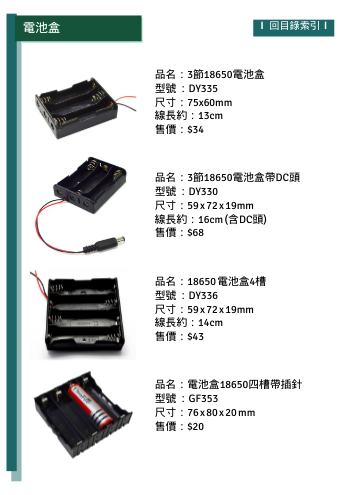 電池盒
I 回目錄索引 I
品名：3節18650電池盒
型號：DY335
尺寸：75x60mm
線長約：13cm
售價：$34
品名：3節18650電池盒帶DC頭
型號：DY330
尺寸：59x72x19mm
線長約：16cm(含DC頭)
售價：$68
品名：18650電池盒4槽
型號：DY336
尺寸：59x72x19mm
線長約：14cm
售價：$43
品名：電池盒18650四槽帶插針
型號：GF353
尺寸：76x80x20mm
售價：$20